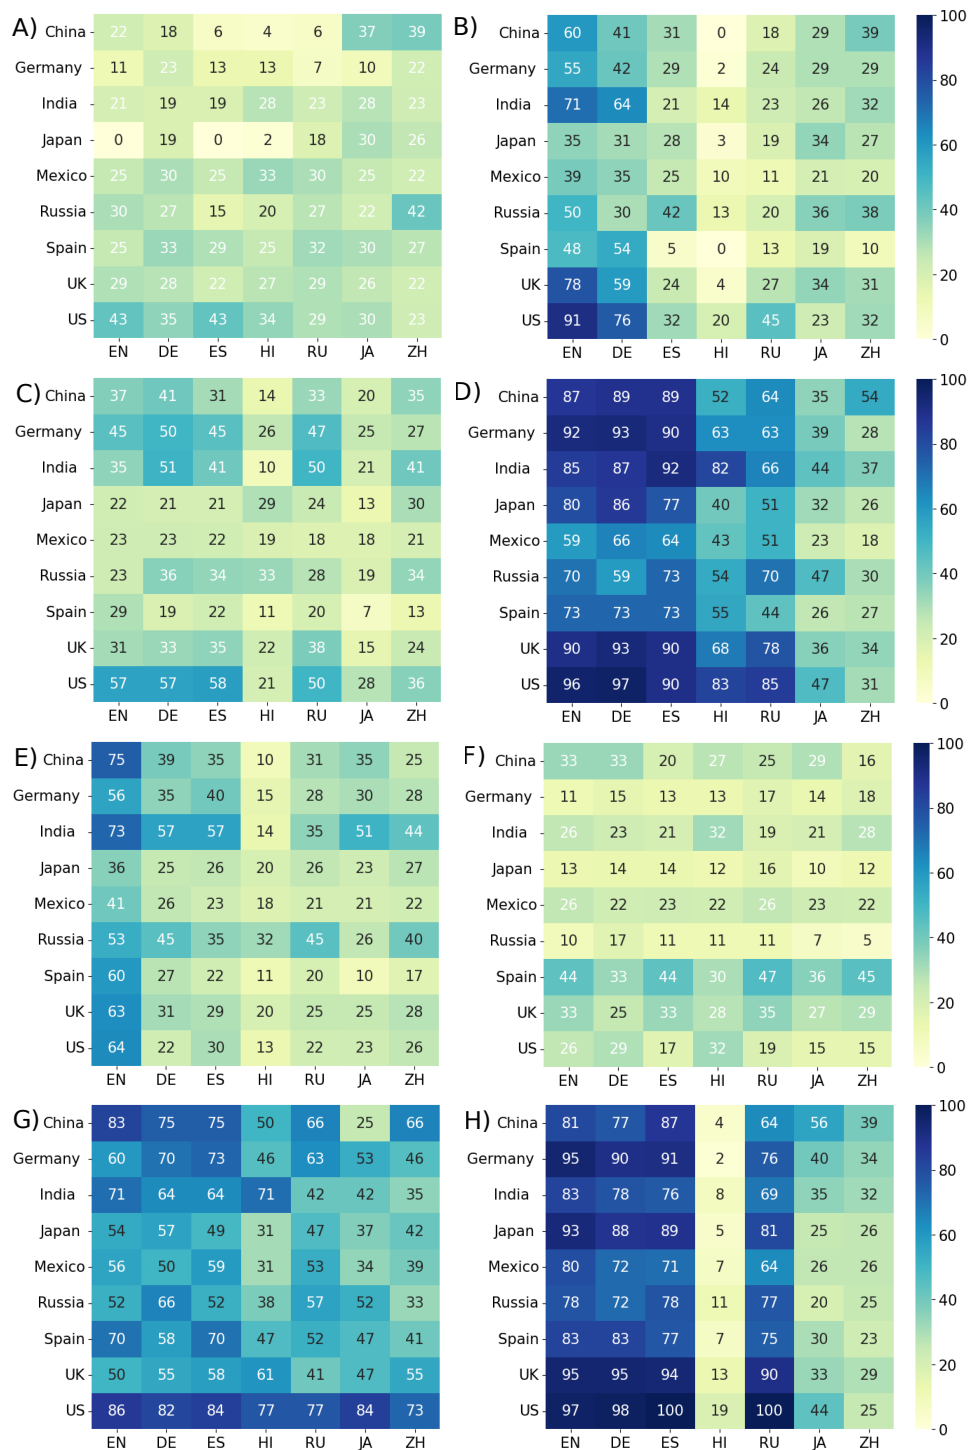 A) B)
China 22 18 6 4 6 37 39
Germany 11 23 13 13 7 10 22
India 21 19 19 28 23 28 23
Japan 0 19 0 2 18 30 26
Mexico 25 30 25 33 30 25 22
Russia 30 27 15 20 27 22 42
Spain 25 33 29 25 32 30 27
UK 29 28 22 27 29 26 22
US 43 35 43 34 29 30 23
EN DE ES HI RU JA ZH
China 60 41 31 0 18 29 39
Germany 55 42 29 2 24 29 29
India 71 64 21 14 23 26 32
Japan 35 31 28 3 19 34 27
Mexico 39 35 25 10 11 21 20
Russia 50 30 42 13 20 36 38
Spain 48 54 5 0 13 19 10
UK 78 59 24 4 27 34 31
US 91 76 32 20 45 23 32
EN DE ES HI RU JA ZH
100
80
60
40
20
0
C) D)
China 37 41 31 14 33 20 35
Germany 45 50 45 26 47 25 27
India 35 51 41 10 50 21 41
Japan 22 21 21 29 24 13 30
Mexico 23 23 22 19 18 18 21
Russia 23 36 34 33 28 19 34
Spain 29 19 22 11 20 7 13
UK 31 33 35 22 38 15 24
US 57 57 58 21 50 28 36
EN DE ES HI RU JA ZH
China 87 89 89 52 64 35 54
Germany 92 93 90 63 63 39 28
India 85 87 92 82 66 44 37
Japan 80 86 77 40 51 32 26
Mexico 59 66 64 43 51 23 18
Russia 70 59 73 54 70 47 30
Spain 73 73 73 55 44 26 27
UK 90 93 90 68 78 36 34
US 96 97 90 83 85 47 31
EN DE ES HI RU JA ZH
100
80
60
40
20
0
E) F)
China 75 39 35 10 31 35 25
Germany 56 35 40 15 28 30 28
India 73 57 57 14 35 51 44
Japan 36 25 26 20 26 23 27
Mexico 41 26 23 18 21 21 22
Russia 53 45 35 32 45 26 40
Spain 60 27 22 11 20 10 17
UK 63 31 29 20 25 25 28
US 64 22 30 13 22 23 26
EN DE ES HI RU JA ZH
China 33 33 20 27 25 29 16
Germany 11 15 13 13 17 14 18
India 26 23 21 32 19 21 28
Japan 13 14 14 12 16 10 12
Mexico 26 22 23 22 26 23 22
Russia 10 17 11 11 11 7 5
Spain 44 33 44 30 47 36 45
UK 33 25 33 28 35 27 29
US 26 29 17 32 19 15 15
EN DE ES HI RU JA ZH
100
80
60
40
20
0
G) H)
China 83 75 75 50 66 25 66
Germany 60 70 73 46 63 53 46
India 71 64 64 71 42 42 35
Japan 54 57 49 31 47 37 42
Mexico 56 50 59 31 53 34 39
Russia 52 66 52 38 57 52 33
Spain 70 58 70 47 52 47 41
UK 50 55 58 61 41 47 55
US 86 82 84 77 77 84 73
EN DE ES HI RU JA ZH
China 81 77 87 4 64 56 39
Germany 95 90 91 2 76 40 34
India 83 78 76 8 69 35 32
Japan 93 88 89 5 81 25 26
Mexico 80 72 71 7 64 26 26
Russia 78 72 78 11 77 20 25
Spain 83 83 77 7 75 30 23
UK 95 95 94 13 90 33 29
US 97 98 100 19 100 44 25
EN DE ES HI RU JA ZH
100
80
60
40
20
0